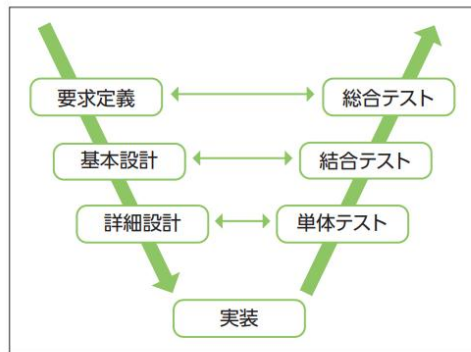 要求定義
総合テスト
基本設計
結合テスト
詳細設計
単体テスト
実装